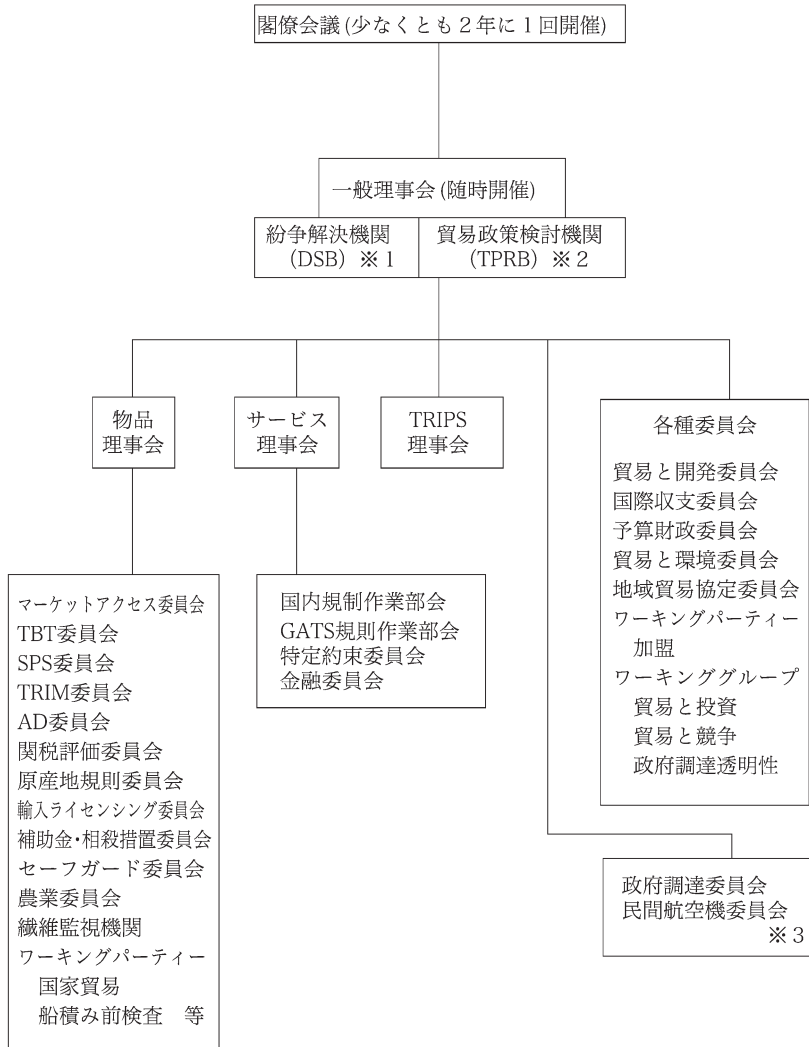 閣僚会議(少なくとも2年に1回開催)
一般理事会(随時開催)
紛争解決機関
(DSB)※1
貿易政策検討機関
(TPRB)※2
物品
理事会
サービス
理事会
TRIPS
理事会
各種委員会
貿易と開発委員会
国際収支委員会
予算財政委員会
貿易と環境委員会
地域貿易協定委員会
ワーキングパーティー
加盟
ワーキンググループ
貿易と投資
貿易と競争
政府調達透明性
マーケットアクセス委員会
TBT委員会
SPS委員会
TRIM委員会
AD委員会
関税評価委員会
原産地規則委員会
輸入ライセンシング委員会
補助金・相殺措置委員会
セーフガード委員会
農業委員会
繊維監視機関
ワーキングパーティー
国家貿易
船積み前検査 等
国内規制作業部会
GATS規則作業部会
特定約束委員会
金融委員会
政府調達委員会
民間航空機委員会
※3